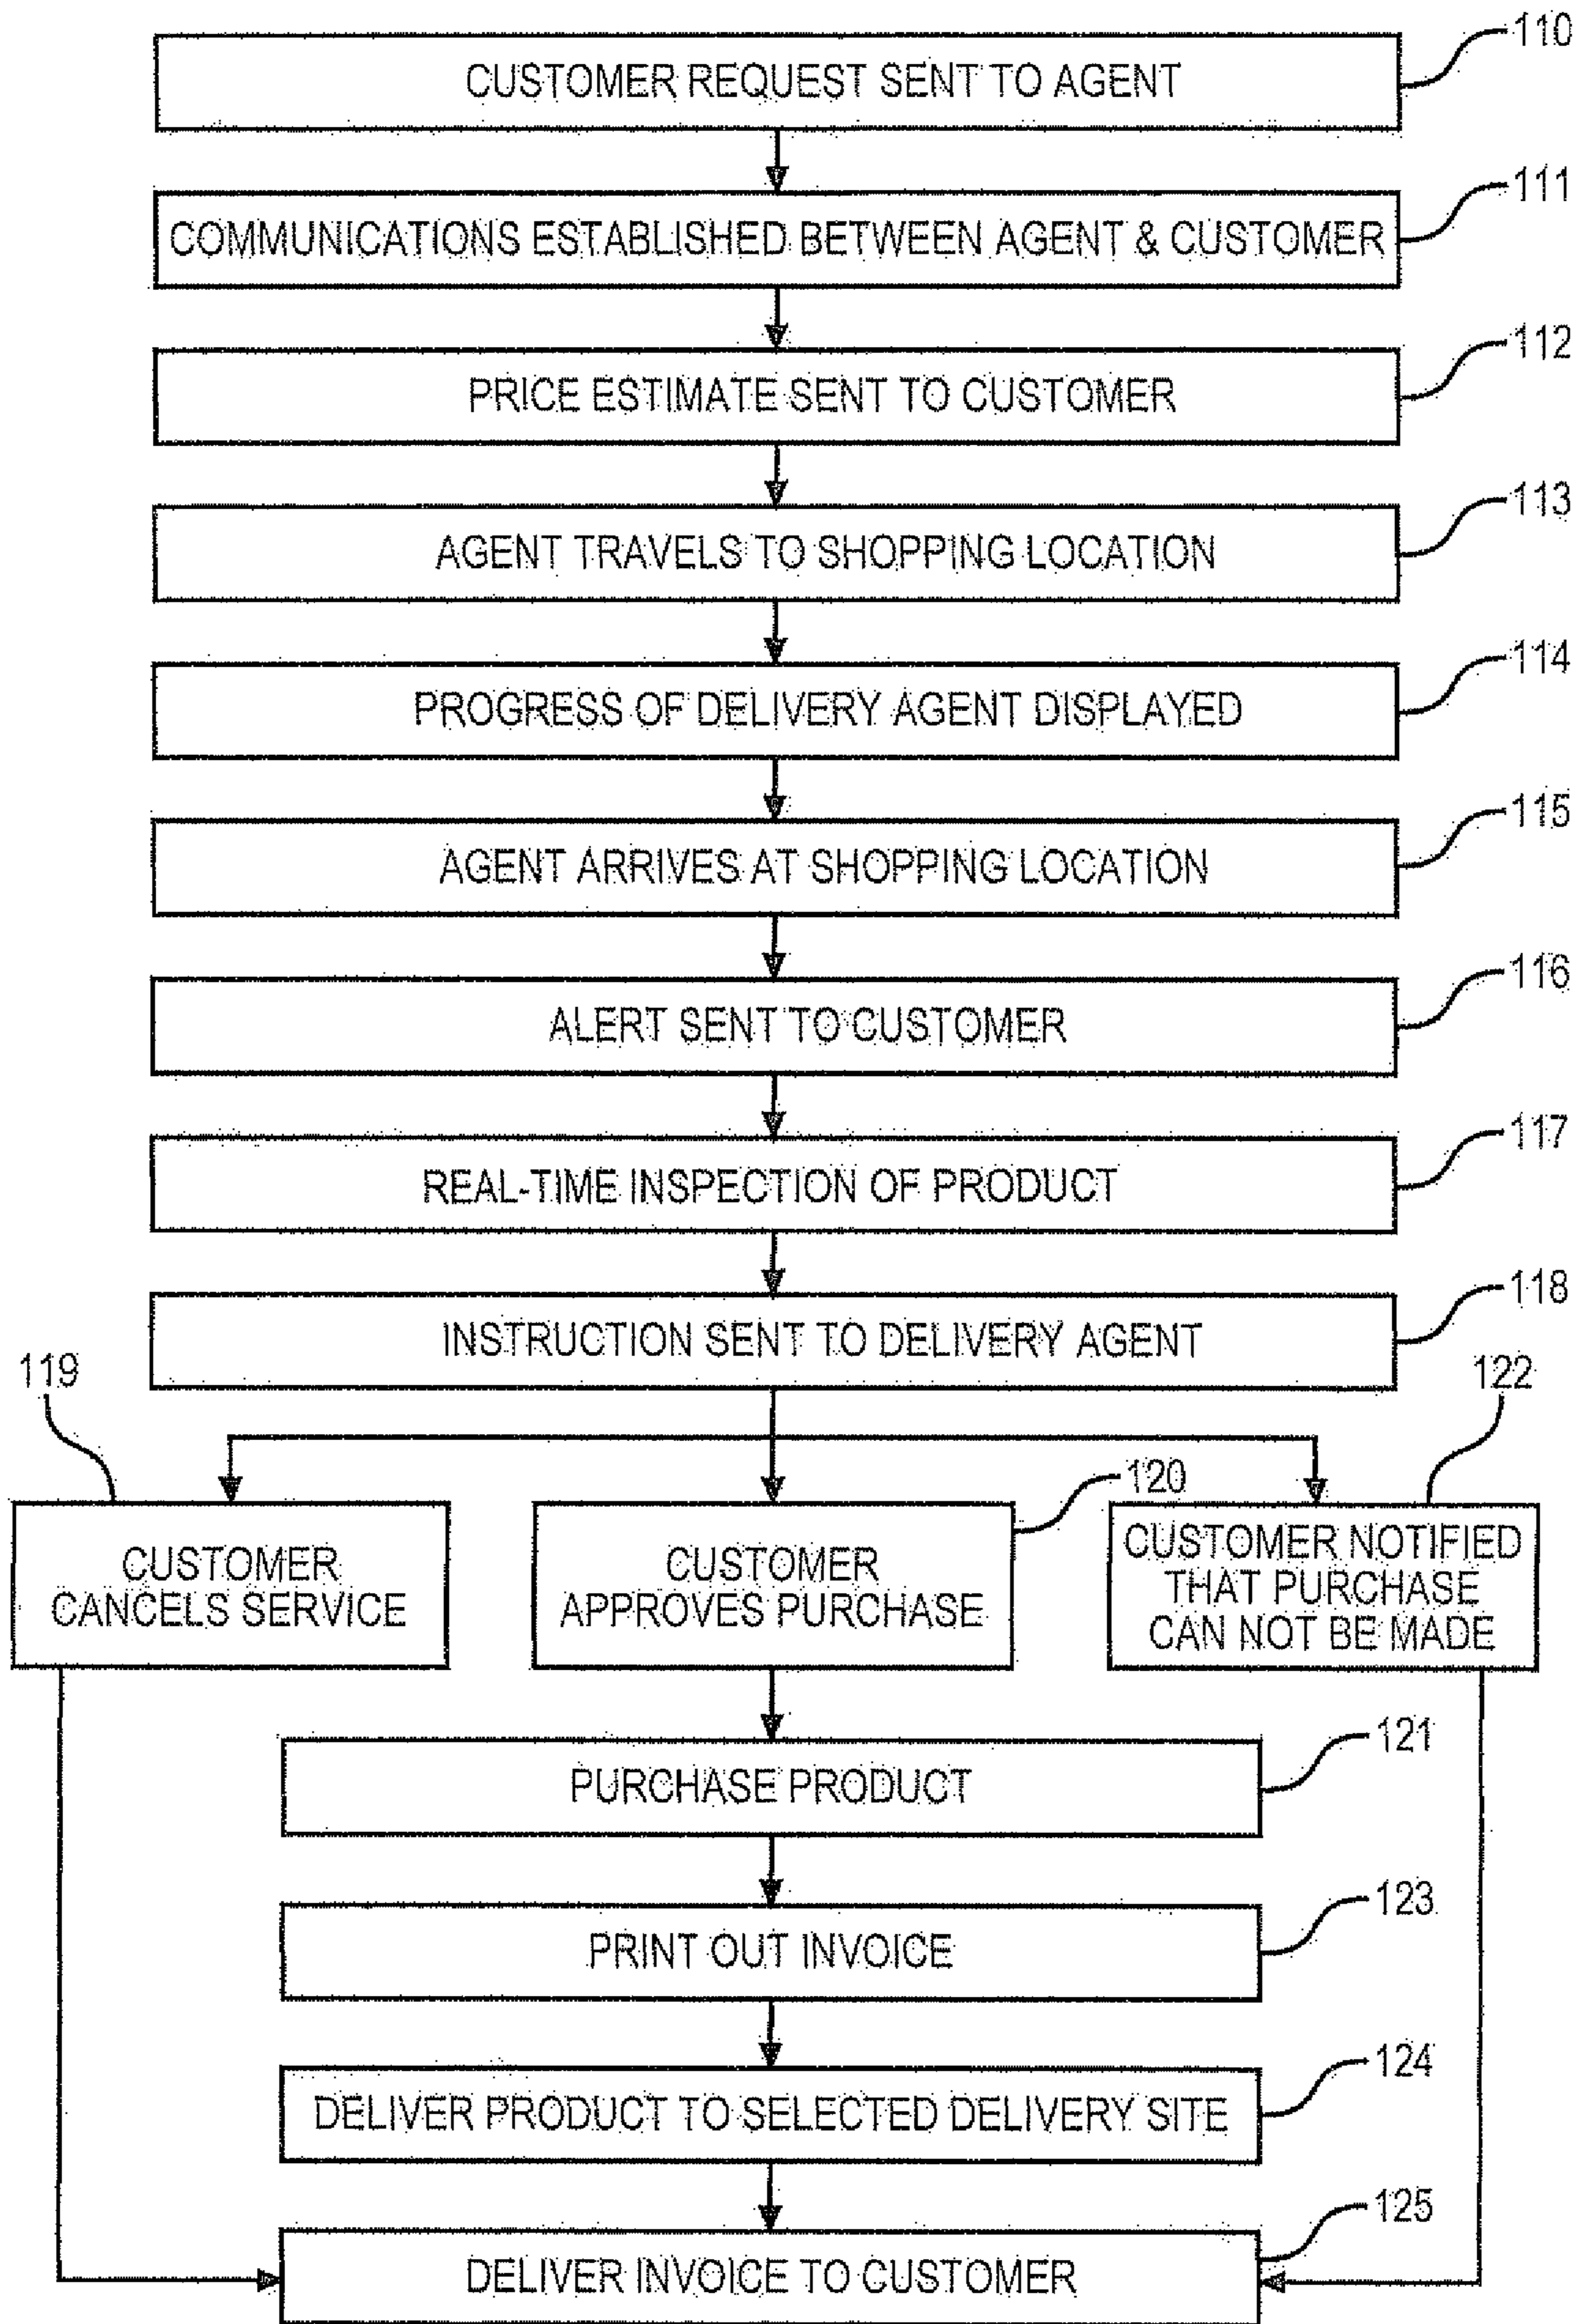 110
CUSTOMER REQUEST SENT TO AGENT
111
COMMUNICATIONS ESTABLISHED BETWEEN AGENT & CUSTOMER
112
PRICE ESTIMATE SENT TO CUSTOMER
113
AGENT TRAVELS TO SHOPPING LOCATION
114
PROGRESS OF DELIVERY AGENT DISPLAYED
115
AGENT ARRIVES AT SHOPPING LOCATION
116
ALERT SENT TO CUSTOMER
117
REAL-TIME INSPECTION OF PRODUCT
118
INSTRUCTION SENT TO DELIVERY AGENT
119
CUSTOMER
CANCELS SERVICE
120
CUSTOMER
APPROVES PURCHASE
122
CUSTOMER NOTIFIED
THAT PURCHASE
CAN NOT BE MADE
121
PURCHASE PRODUCT
123
PRINT OUT INVOICE
124
DELIVER PRODUCT TO SELECTED DELIVERY SITE
125
DELIVER INVOICE TO CUSTOMER